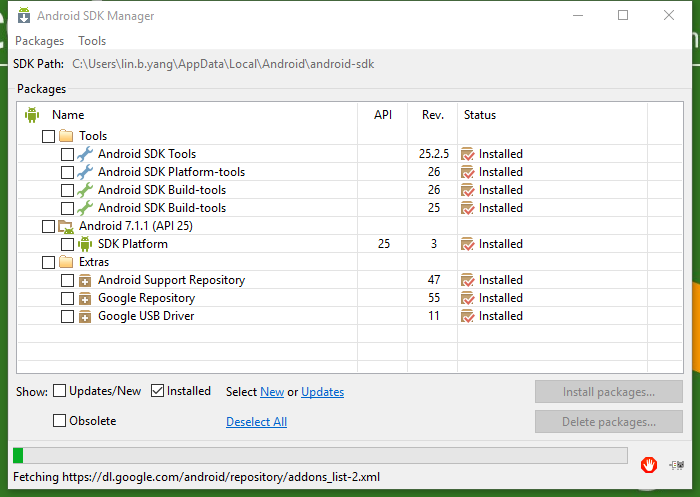 Android SDK Manager
Packages Tools
SDK Path: C:\Users\lin.b.yang\AppData\Local\Android\android-sdk
Packages
Name API Rev. Status
Tools
Android SDK Tools 25.2.5 Installed
Android SDK Platform-tools 26 Installed
Android SDK Build-tools 26 Installed
Android SDK Build-tools 25 Installed
Android 7.1.1 (API 25)
SDK Platform 25 3 Installed
Extras
Android Support Repository 47 Installed
Google Repository 55 Installed
Google USB Driver 11 Installed
Show: Updates/New Installed Select New or Updates Install packages...
Obsolete Deselect All Delete packages...
Fetching https://dl.google.com/android/repository/addons_list-2.xml